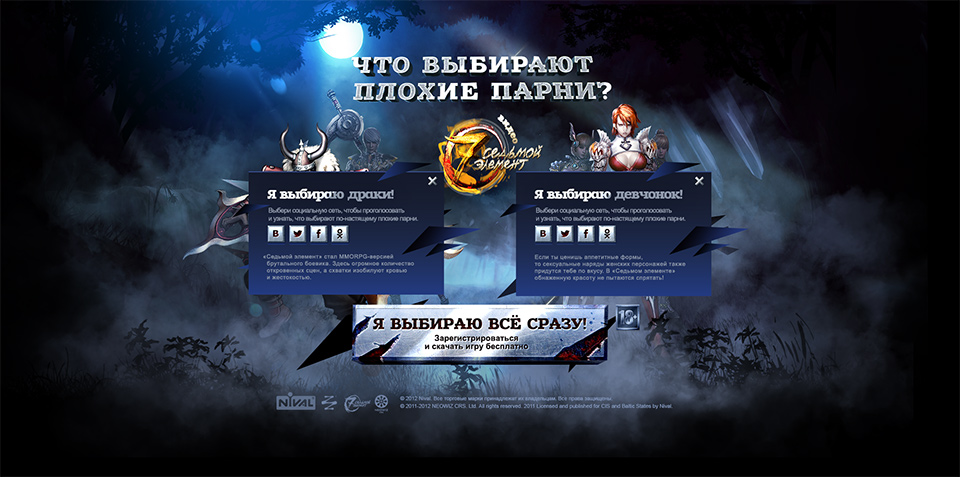 ЧТО ВЫБИРАЮТ
ПЛОХИЕ ПАРНИ?
ВИДЕО
7 СЕДЬМОЙ
ЭЛЕМЕНТ
Я выбираю драки!
Выбери социальную сеть, чтобы проголосовать
и узнать, что выбирают по-настоящему плохие парни.
«Седьмой элемент» стал MMORPG-версией
брутального боевика. Здесь огромное количество
откровенных сцен, а схватки изобилуют кровью
и жестокостью.
Я выбираю девчонок!
Выбери социальную сеть, чтобы проголосовать
и узнать, что выбирают по-настоящему плохие парни.
Если ты ценишь аппетитные формы,
то сексуальные наряды женских персонажей также
придутся тебе по вкусу. В «Седьмом элементе»
обнаженную красоту не пытаются спрятать!
Я ВЫБИРАЮ ВСЁ СРАЗУ!
Зарегистрироваться
и скачать игру бесплатно
18+
NIVAL
© 2012 Nival. Все торговые марки принадлежат их владельцам. Все права защищены.
© 2011-2012 NEOWIZ CRS. Ltd. All rights reserved. 2011 Licensed and published for CIS and Baltic States by Nival.